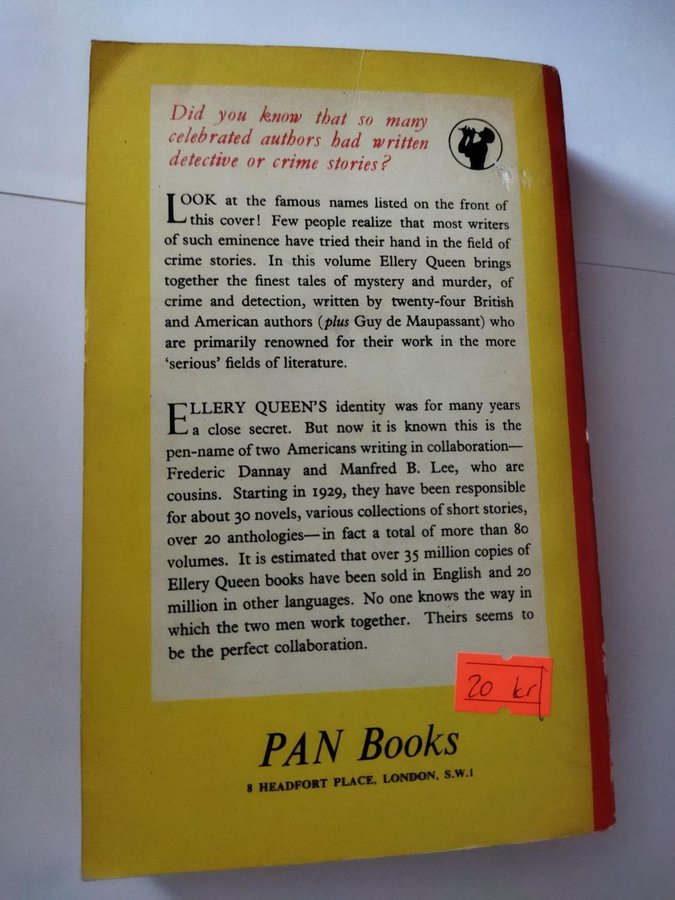 Did you know that so many
celebrated authors had written
detective or crime stories?
LOOK at the famous names listed on the front of
this cover! Few people realize that most writers
of such eminence have tried their hand in the field of
crime stories. In this volume Ellery Queen brings
together the finest tales of mystery and murder, of
crime and detection, written by twenty-four British
and American authors (plus Guy de Maupassant) who
are primarily renowned for their work in the more
‘serious’ fields of literature.
ELLERY QUEEN'S identity was for many years
a close secret. But now it is known this is the
pen-name of two Americans writing in collaboration—
Frederic Dannay and Manfred B. Lee, who are
cousins. Starting in 1929, they have been responsible
for about 30 novels, various collections of short stories,
over 20 anthologies—in fact a total of more than 80
volumes. It is estimated that over 35 million copies of
Ellery Queen books have been sold in English and 20
million in other languages. No one knows the way in
which the two men work together. Theirs seems to
be the perfect collaboration.
20 kr
PAN Books
8 HEADFORT PLACE, LONDON, S.W.1